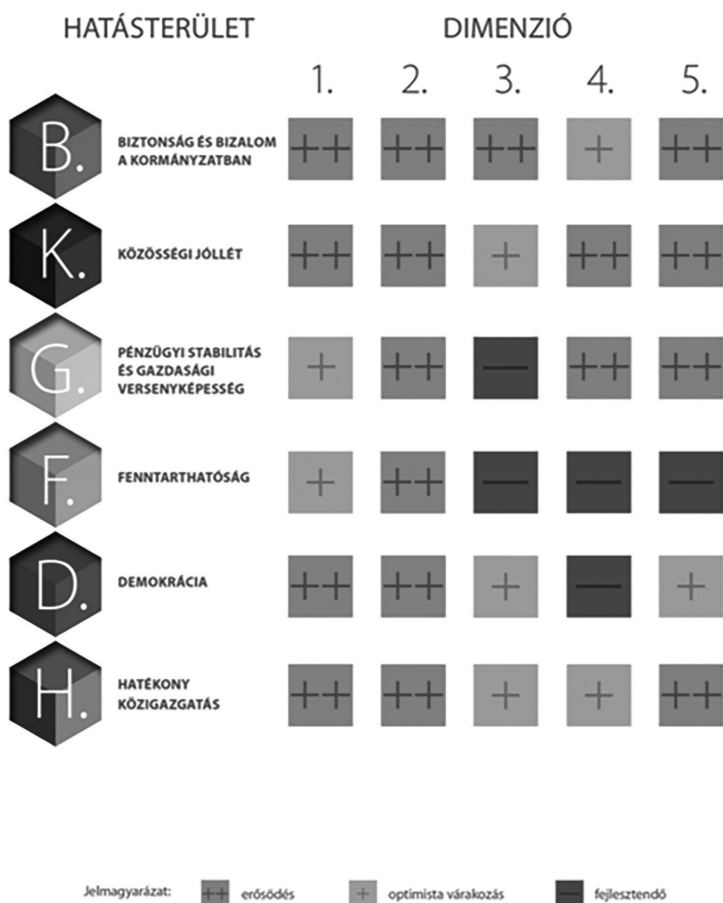 HATÁSTERÜLET DIMENZIÓ
1. 2. 3. 4. 5.
B. BIZTONSÁG ÉS BIZALOM
A KORMÁNYZATBAN
++ ++ ++ + ++
K. KÖZÖSSÉGI JÓLLÉT ++ ++ + ++ ++
PÉNZÜGYI STABILITÁS
G. ÉS GAZDASÁGI + ++ — ++ ++
VERSENYKÉPESSÉG
F. FENNTARTHATÓSÁG + ++ — — —
D. DEMOKRÁCIA ++ ++ + — +
H. HATÉKONY
KÖZIGAZGATÁS
++ ++ + + ++
Jelmagyarázat: ++ erősödés + optimista várakozás — fejlesztendő